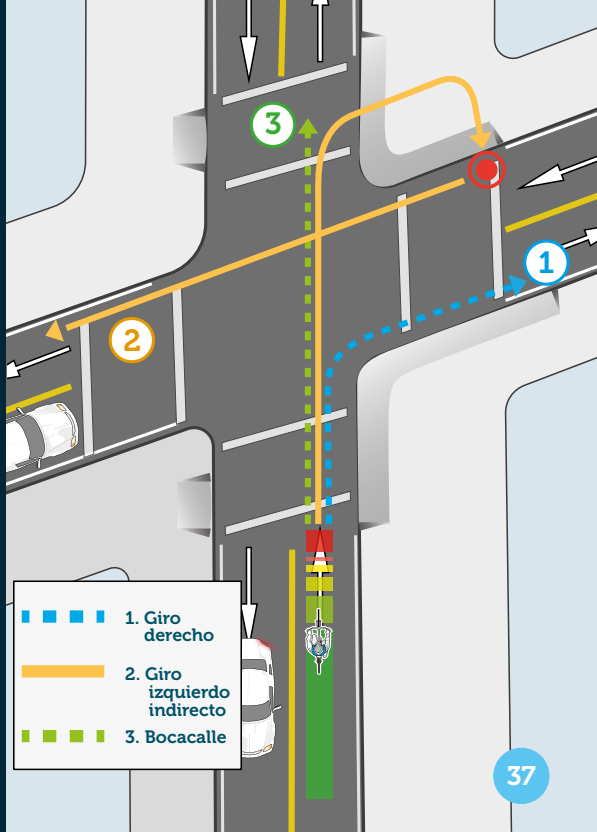 3
1
2
1. Giro
derecho
2. Giro
izquierdo
indirecto
3. Bocacalle
37